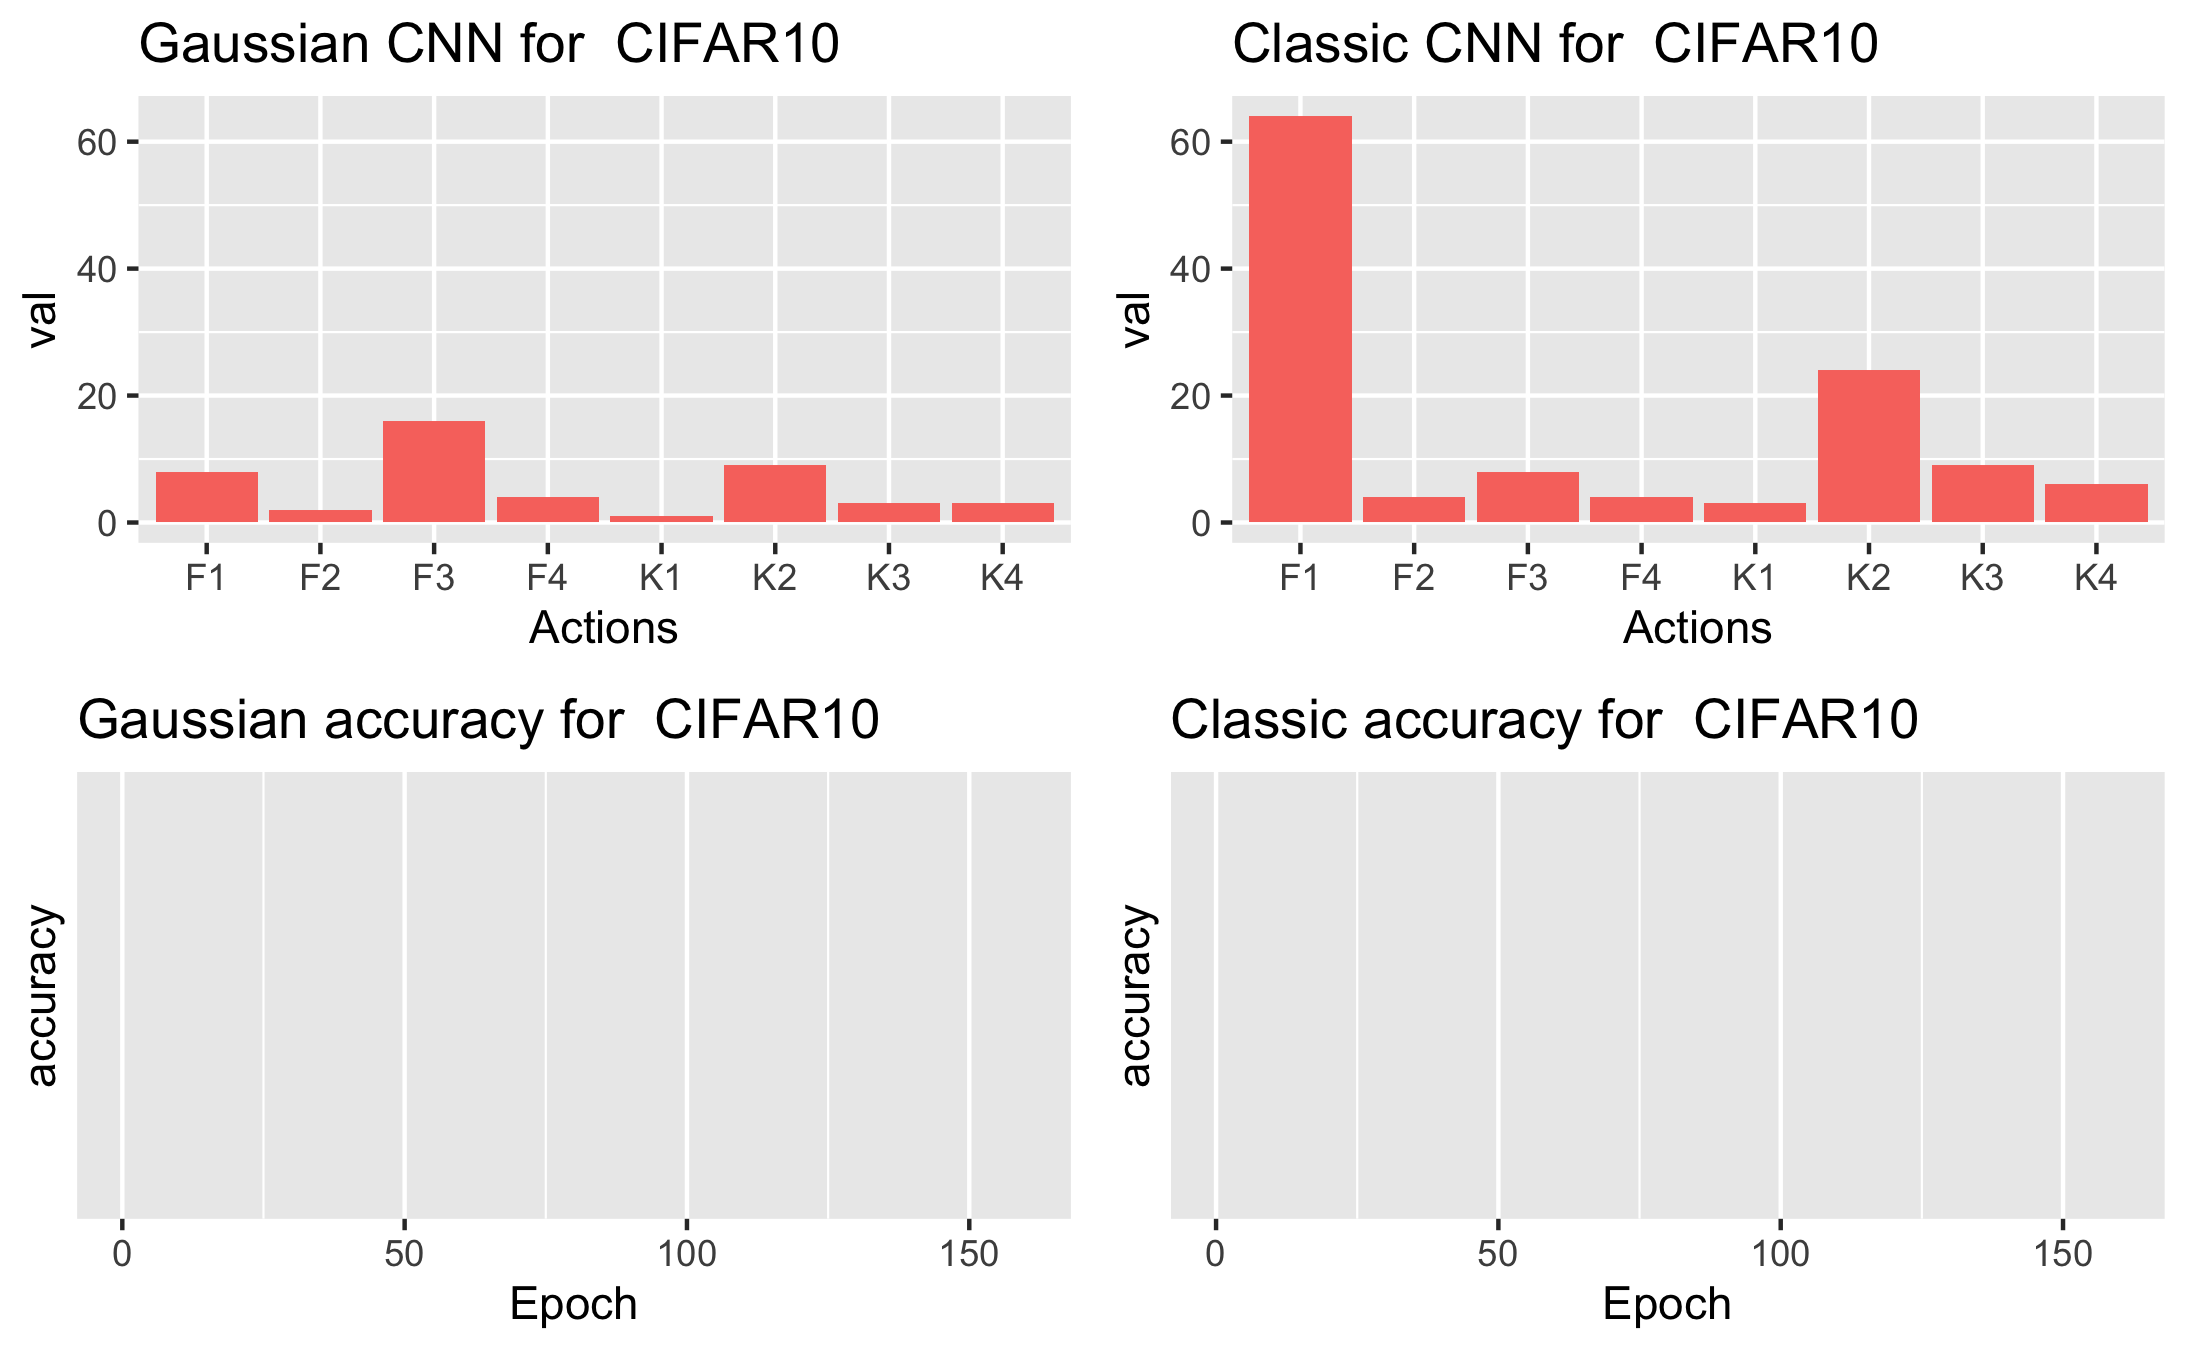 Gaussian CNN for  CIFAR10
60
40
20
0
val
F1 F2 F3 F4 K1 K2 K3 K4
Actions
Classic CNN for  CIFAR10
60
40
20
0
val
F1 F2 F3 F4 K1 K2 K3 K4
Actions
Gaussian accuracy for  CIFAR10
accuracy
0 50 100 150
Epoch
Classic accuracy for  CIFAR10
accuracy
0 50 100 150
Epoch